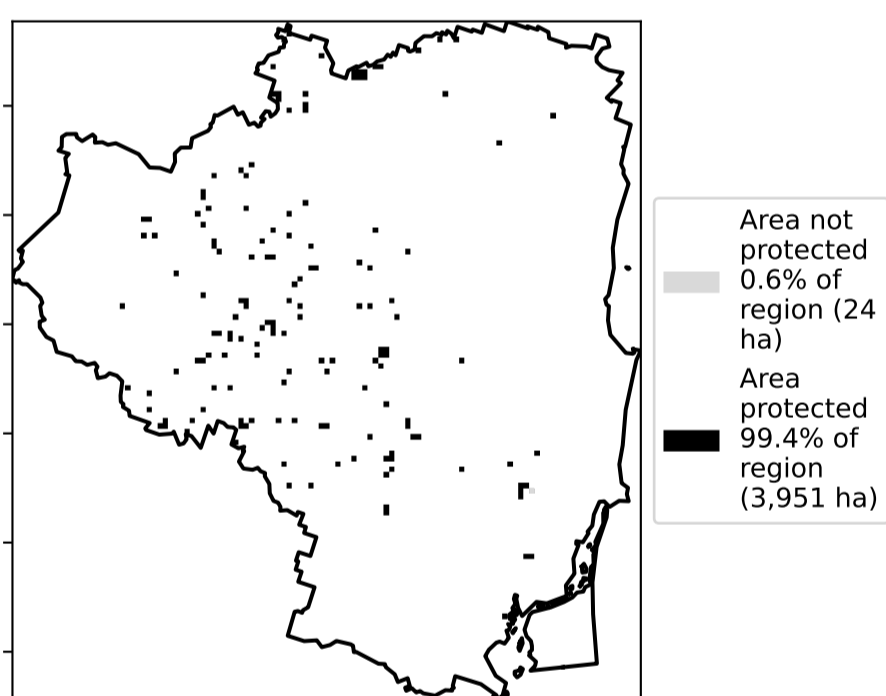 Area not
protected
0.6% of
region (24
ha)
Area
protected
99.4% of
region
(3,951 ha)